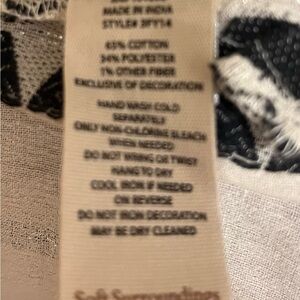 MADE IN INDIA
STYLE# 2FY14
65% COTTON
34% POLYESTER
1% OTHER FIBER
EXCLUSIVE OF DECORATION
HAND WASH COLD
SEPARATELY
ONLY NON-CHLORINE BLEACH
WHEN NEEDED
DO NOT WRING OR TWIST
HANG TO DRY
COOL IRON IF NEEDED
ON REVERSE
DO NOT IRON DECORATION
MAY BE DRY CLEANED
Soft Surroundings